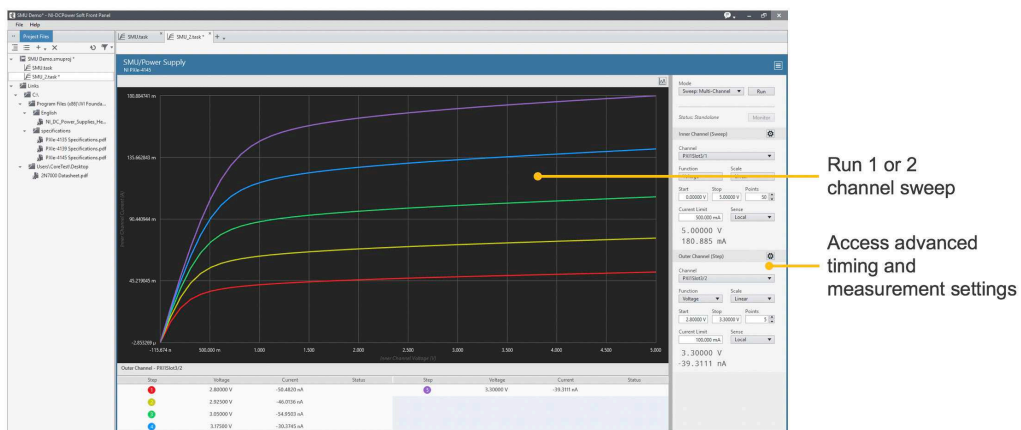 SMU Demo* - NI-DCPower Soft Front Panel
File Help
Project Files
SMU.task
SMU_2.task *
SMU Demo.smuproj *
SMU.task
SMU_2.task *
Links
C:\
Program Files (x86)\NI Founda...
English
NI_DC_Power_Supplies_He...
specifications
PXIe-4135 Specifications.pdf
PXIe-4139 Specifications.pdf
PXIe-4145 Specifications.pdf
Users\CoreTest\Desktop
2N7000 Datasheet.pdf
SMU/Power Supply
NI PXIe-4145
135.662843 m
90.440944 m
45.219045 m
Inner Channel Current (A)
500.000 m
1.000
1.500
2.000
2.500
3.000
3.500
4.000
4.500
5.000
Inner Channel Voltage (V)
Mode
Sweep: Multi-Channel
Run
Status: Standalone
Monitor
Inner Channel (Sweep)
Channel
PXI1Slot3/1
Function Scale
Start Stop Points
0.00000 V 5.00000 V 50
Current Limit Sense
500.000 mA Local
5.00000 V
180.885 mA
Outer Channel (Step)
Channel
PXI1Slot3/2
Function Scale
Voltage Linear
Start Stop Points
2.80000 V 3.30000 V 5
Current Limit Sense
100.000 mA Local
3.30000 V
-39.3111 nA
Outer Channel - PXI1Slot3/2
Step Voltage Current Status Step Voltage Current Status
1 2.80000 V -50.4820 nA 5 3.30000 V -39.3111 nA
2 2.92500 V -46.0156 nA
3 3.05000 V -54.9503 nA
4 3.17500 V -30.3745 nA
Run 1 or 2
channel sweep
Access advanced
timing and
measurement settings